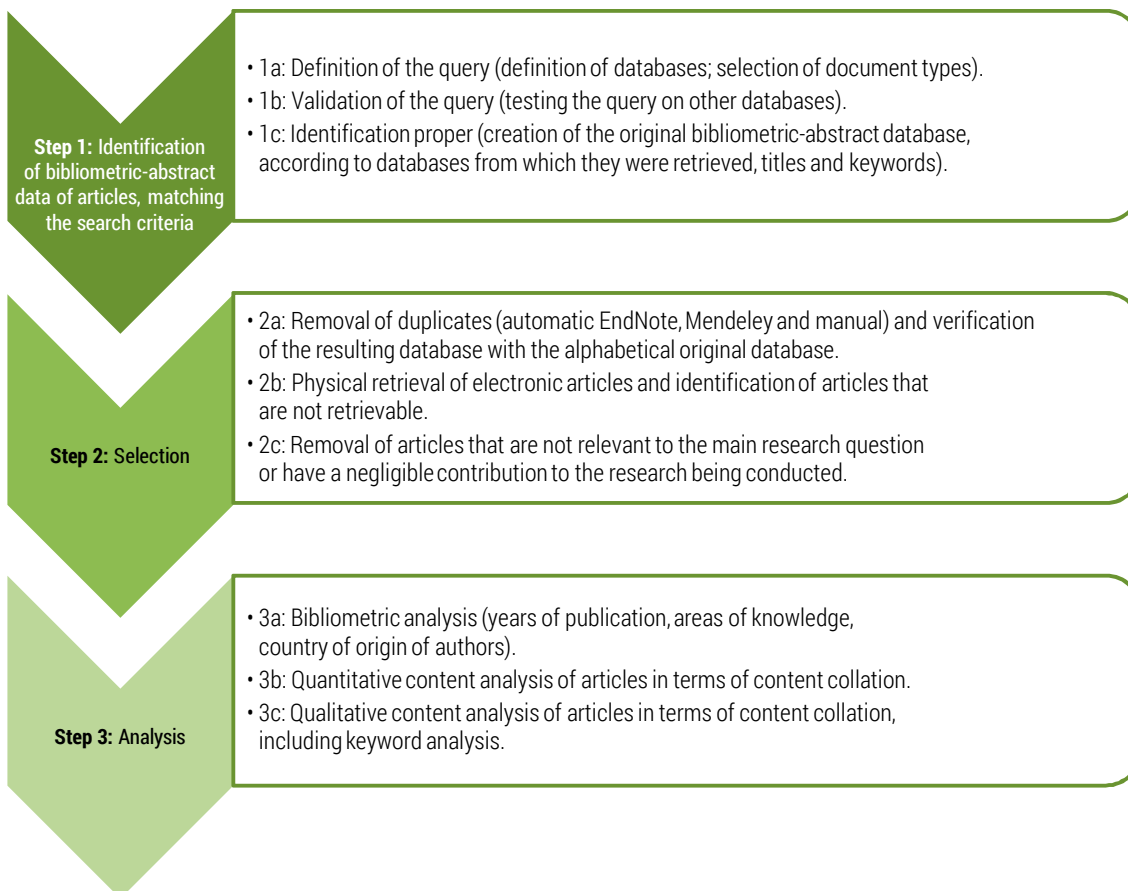 Step 1: Identification
of bibliometric-abstract
data of articles, matching
the search criteria
• 1a: Definition of the query (definition of databases; selection of document types).
• 1b: Validation of the query (testing the query on other databases).
• 1c: Identification proper (creation of the original bibliometric-abstract database,
according to databases from which they were retrieved, titles and keywords).
Step 2: Selection
• 2a: Removal of duplicates (automatic EndNote, Mendeley and manual) and verification
of the resulting database with the alphabetical original database.
• 2b: Physical retrieval of electronic articles and identification of articles that
are not retrievable.
• 2c: Removal of articles that are not relevant to the main research question
or have a negligible contribution to the research being conducted.
Step 3: Analysis
• 3a: Bibliometric analysis (years of publication, areas of knowledge,
country of origin of authors).
• 3b: Quantitative content analysis of articles in terms of content collation.
• 3c: Qualitative content analysis of articles in terms of content collation,
including keyword analysis.